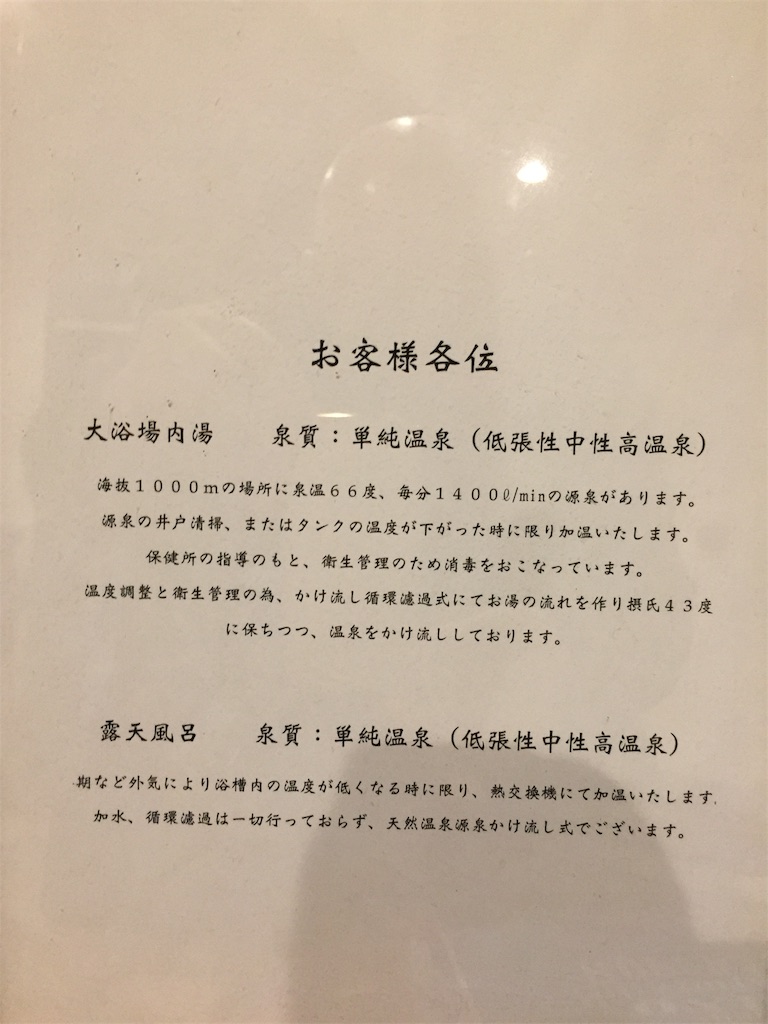 お客様各位
大浴場内湯　　泉質：単純温泉（低張性中性高温泉）
海抜１０００ｍの場所に泉温６６度、毎分１４００ℓ/minの源泉があります。
源泉の井戸清掃、またはタンクの温度が下がった時に限り加温いたします。
保健所の指導のもと、衛生管理のため消毒をおこなっています。
温度調整と衛生管理の為、かけ流し循環濾過式にてお湯の流れを作り摂氏４３度
に保ちつつ、温泉をかけ流ししております。
露天風呂　　泉質：単純温泉（低張性中性高温泉）
期など外気により浴槽内の温度が低くなる時に限り、熱交換機にて加温いたします
加水、循環濾過は一切行っておらず、天然温泉源泉かけ流し式でございます。